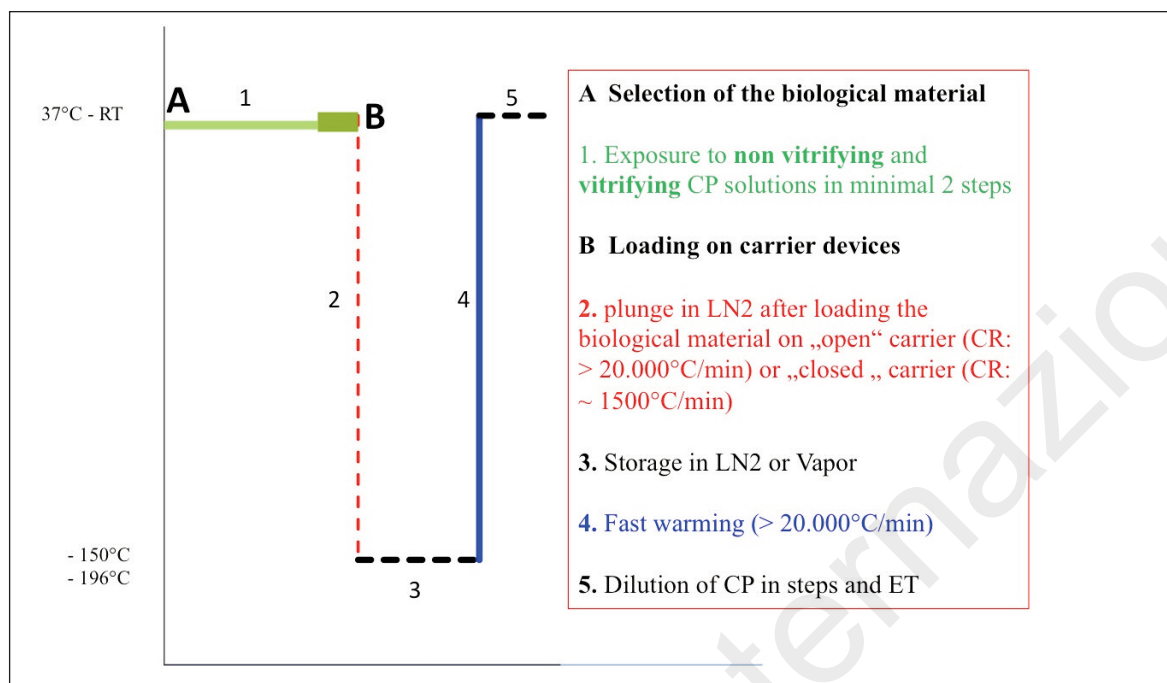 37°C - RT
A
1
B
5
2
4
- 150°C
- 196°C
3
A Selection of the biological material
1. Exposure to non vitrifying and
vitrifying CP solutions in minimal 2 steps
B Loading on carrier devices
2. plunge in LN2 after loading the
biological material on „open“ carrier (CR:
> 20.000°C/min) or „closed „ carrier (CR:
~ 1500°C/min)
3. Storage in LN2 or Vapor
4. Fast warming (> 20.000°C/min)
5. Dilution of CP in steps and ET
ternazio